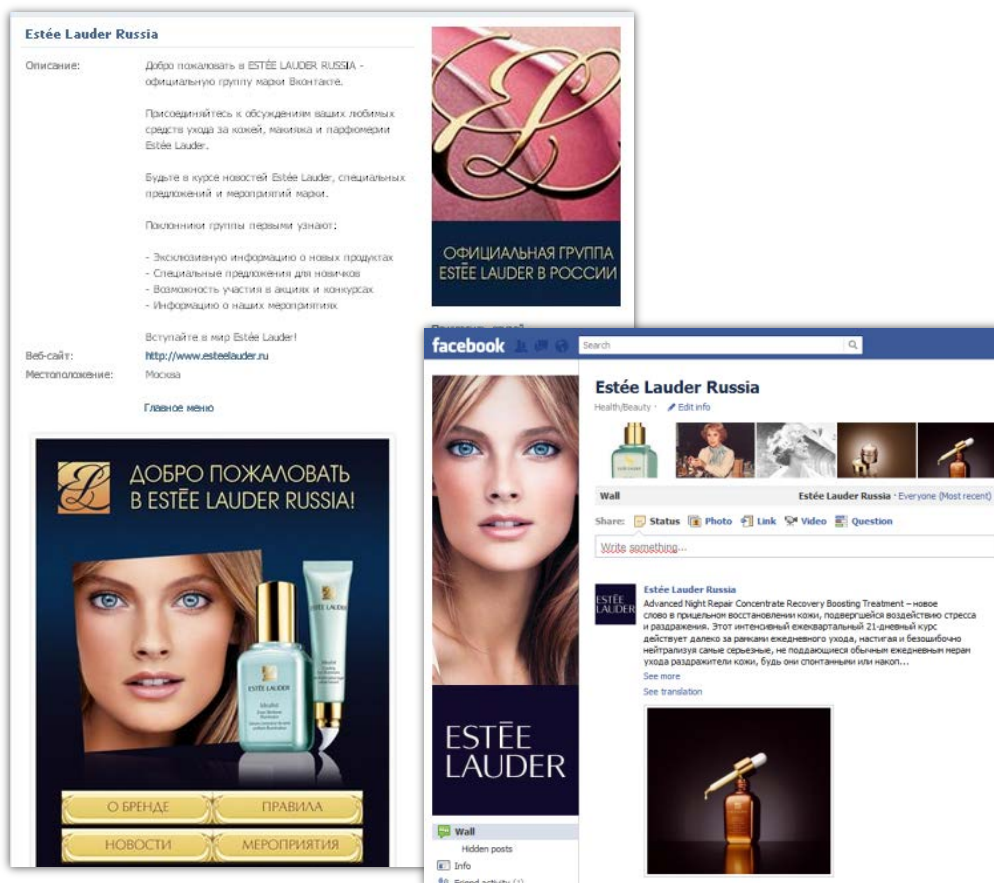 Estée Lauder Russia
Описание:
Добро пожаловать в ESTÉE LAUDER RUSSIA -
официальную группу марки Вконтакте.
Присоединяйтесь к обсуждениям ваших любимых
средств ухода за кожей, макияжа и парфюмерии
Estée Lauder.
Будьте в курсе новостей Estée Lauder, специальных
предложений и мероприятий марки.
Поклонники группы первыми узнают:
- Эксклюзивную информацию о новых продуктах
- Специальные предложения для новичков
- Возможность участия в акциях и конкурсах
- Информацию о наших мероприятиях
Вступайте в мир Estée Lauder!
Веб-сайт:
http://www.esteelauder.ru
Местоположение:
Москва
Главное меню
ОФИЦИАЛЬНАЯ ГРУППА
ESTĒE LAUDER В РОССИИ
ДОБРО ПОЖАЛОВАТЬ
В ESTĒE LAUDER RUSSIA!
ESTĒE LAUDER
Idealist
О БРЕНДЕ
ПРАВИЛА
НОВОСТИ
МЕРОПРИЯТИЯ
facebook
Search
ESTĒE
LAUDER
Wall
Hidden posts
Info
Friend activity (1)
Estée Lauder Russia
Health/Beauty · Edit info
Wall
Estée Lauder Russia · Everyone (Most recent)
Share: Status Photo Link Video Question
Write something...
ESTĒE
LAUDER
Estée Lauder Russia
Advanced Night Repair Concentrate Recovery Boosting Treatment – новое
слово в прицельном восстановлении кожи, подвергшейся воздействию стресса
и раздражения. Этот интенсивный ежеквартальный 21-дневный курс
действует далеко за рамками ежедневного ухода, настигая и безошибочно
нейтрализуя самые серьезные, не поддающиеся обычным ежедневным мерам
ухода раздражители кожи, будь они спонтанными или накоп...
See more
See translation